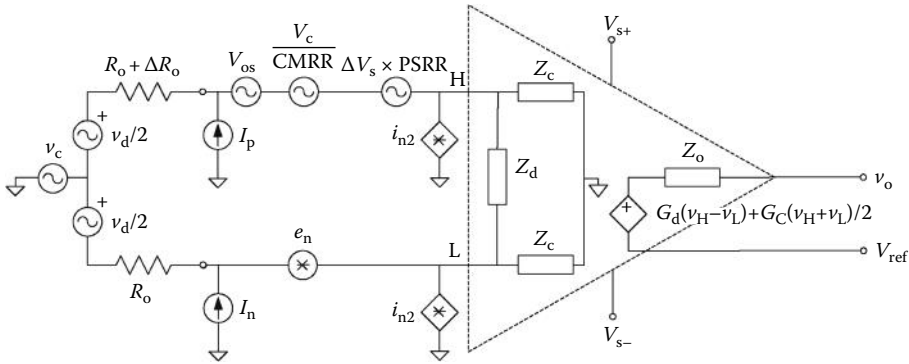 R_o + ΔR_o
V_os
V_c
CMRR
ΔV_s × PSRR
H
Z_c
V_s+
+
v_d/2
I_p
i_n2
v_c
Z_d
Z_o
v_o
+
v_d/2
+
G_d(v_H−v_L)+G_C(v_H+v_L)/2
e_n
L
Z_c
V_ref
R_o
I_n
i_n2
V_s−